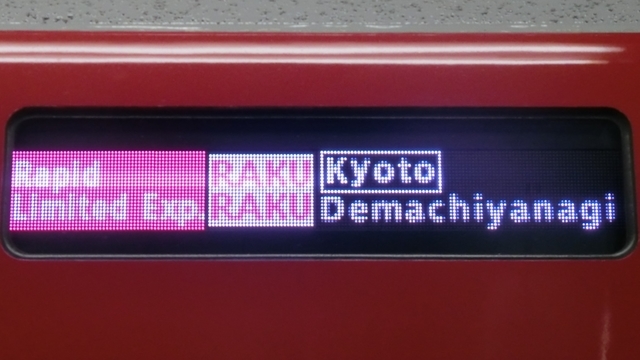 Rapid
Limited Exp.
RAKU
RAKU
Kyoto
Demachiyanagi